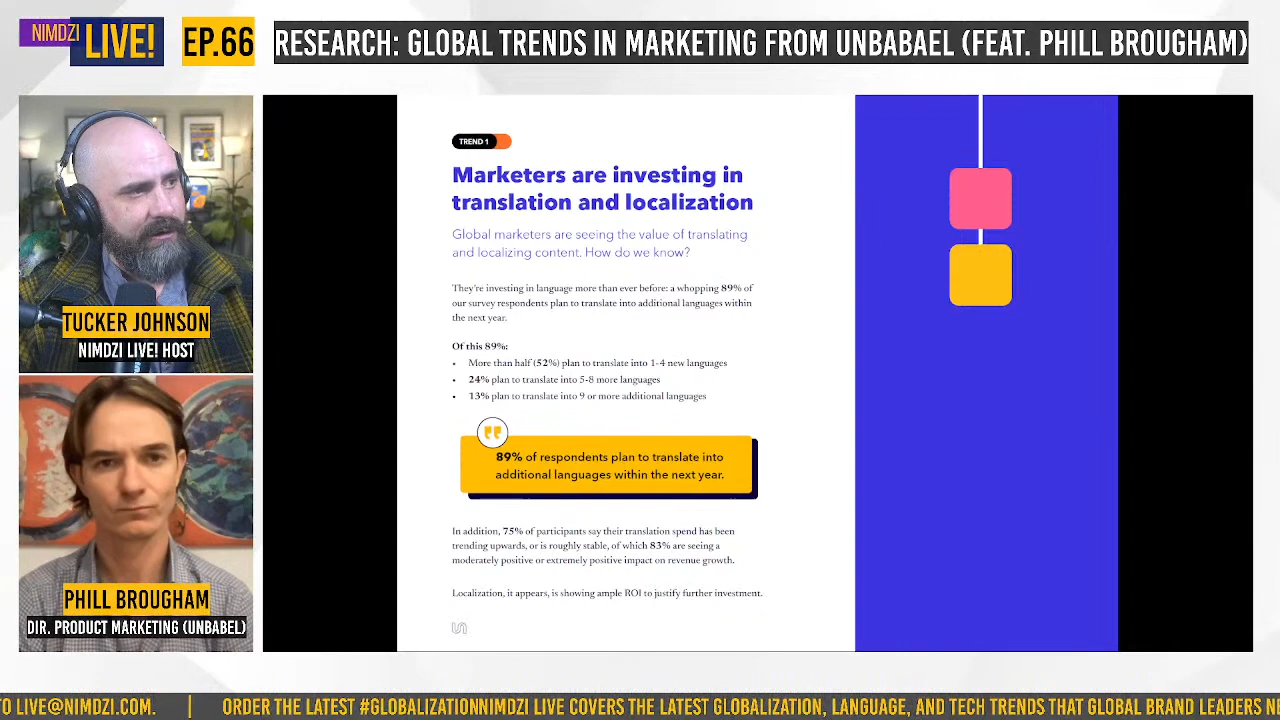 NIMDZI LIVE!
EP.66
RESEARCH: GLOBAL TRENDS IN MARKETING FROM UNBABAEL (FEAT. PHILL BROUGHAM)
TUCKER JOHNSON
NIMDZI LIVE! HOST
PHILL BROUGHAM
DIR. PRODUCT MARKETING (UNBABEL)
TREND 1
Marketers are investing in
translation and localization
Global marketers are seeing the value of translating
and localizing content. How do we know?
They're investing in language more than ever before: a whopping 89% of
our survey respondents plan to translate into additional languages within
the next year.
Of this 89%:
• More than half (52%) plan to translate into 1-4 new languages
• 24% plan to translate into 5-8 more languages
• 13% plan to translate into 9 or more additional languages
89% of respondents plan to translate into
additional languages within the next year.
In addition, 75% of participants say their translation spend has been
trending upwards, or is roughly stable, of which 83% are seeing a
moderately positive or extremely positive impact on revenue growth.
Localization, it appears, is showing ample ROI to justify further investment.
TO LIVE@NIMDZI.COM. | ORDER THE LATEST #GLOBALIZATIONNIMDZI LIVE COVERS THE LATEST GLOBALIZATION, LANGUAGE, AND TECH TRENDS THAT GLOBAL BRAND LEADERS N